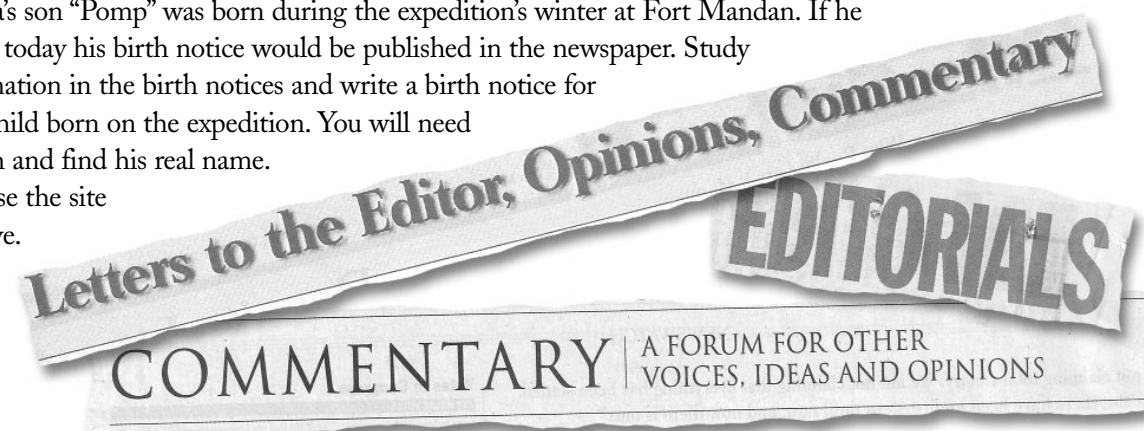 a's son “Pomp” was born during the expedition's winter at Fort Mandan. If he
today his birth notice would be published in the newspaper. Study
nation in the birth notices and write a birth notice for
hild born on the expedition. You will need
n and find his real name.
se the site
ve.
Letters to the Editor, Opinions, Commentary
EDITORIALS
COMMENTARY
A FORUM FOR OTHER
VOICES, IDEAS AND OPINIONS